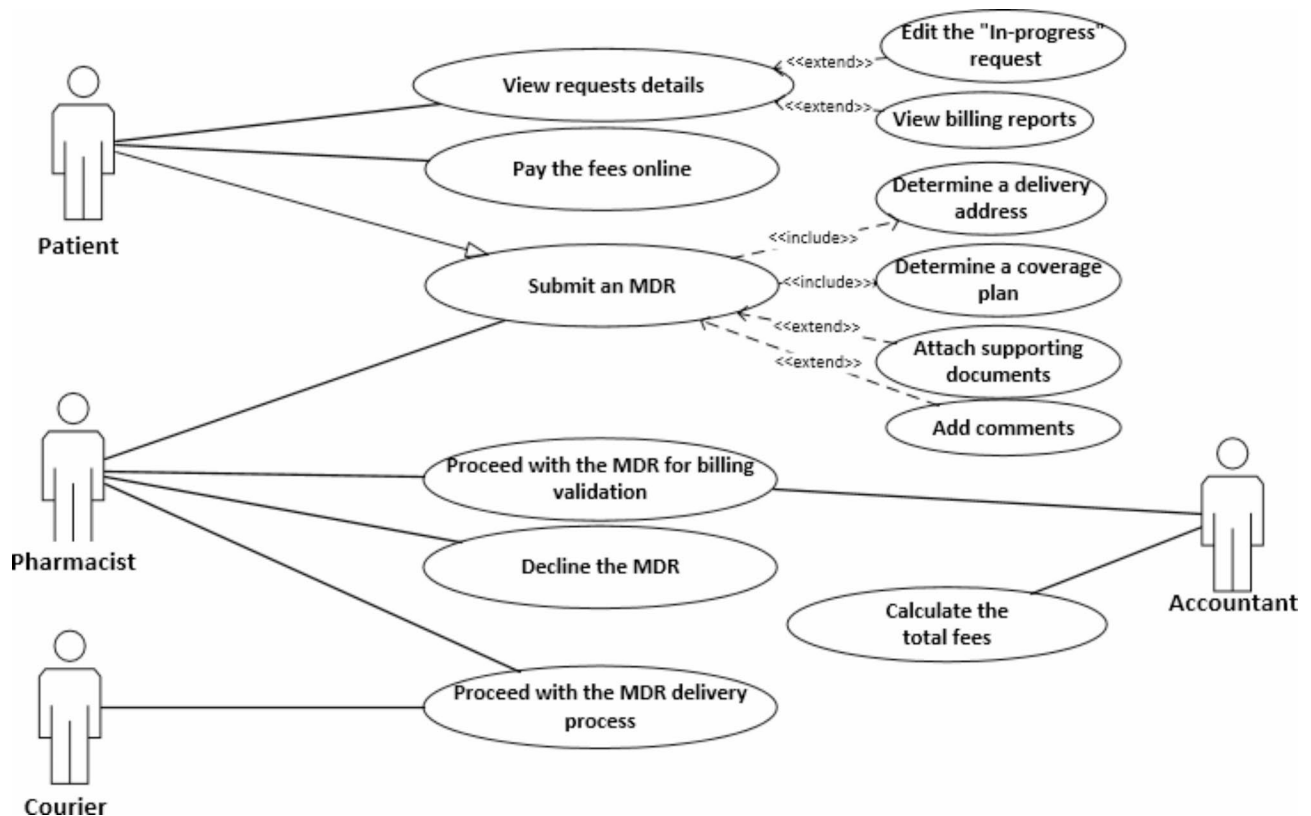 Edit the "In-progress"
request
<<extend>>
View requests details
<<extend>>
View billing reports
Pay the fees online
Patient
Determine a delivery
address
<<include>>
Submit an MDR
<<include>>
Determine a coverage
plan
<<extend>>
Attach supporting
documents
<<extend>>
Add comments
Proceed with the MDR for billing
validation
Pharmacist
Decline the MDR
Accountant
Calculate the
total fees
Proceed with the MDR delivery
process
Courier